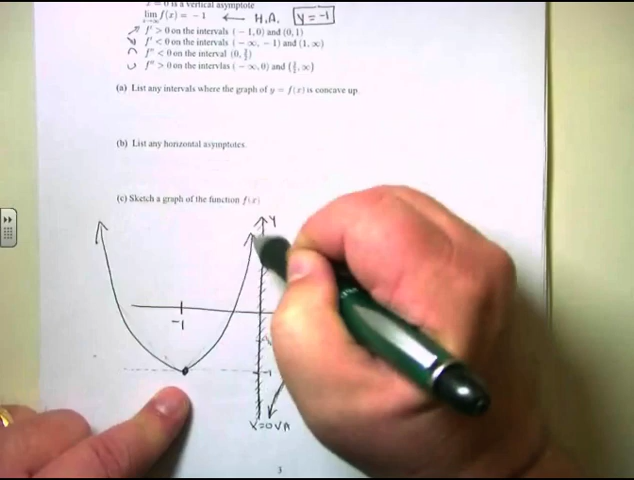 x = 0 is a vertical asymptote
lim f(x) = −1 ← H.A. y = -1
f′ > 0 on the intervals (−1, 0) and (0, 1)
f′ < 0 on the intervals (−∞, −1) and (1, ∞)
f″ < 0 on the interval (0, 3/2)
f″ > 0 on the intervlas (−∞, 0) and (3/2, ∞)
(a) List any intervals where the graph of y = f(x) is concave up
(b) List any horizontal asymptotes.
(c) Sketch a graph of the function f(x)
Y
-1
-1
X=0 VA
3